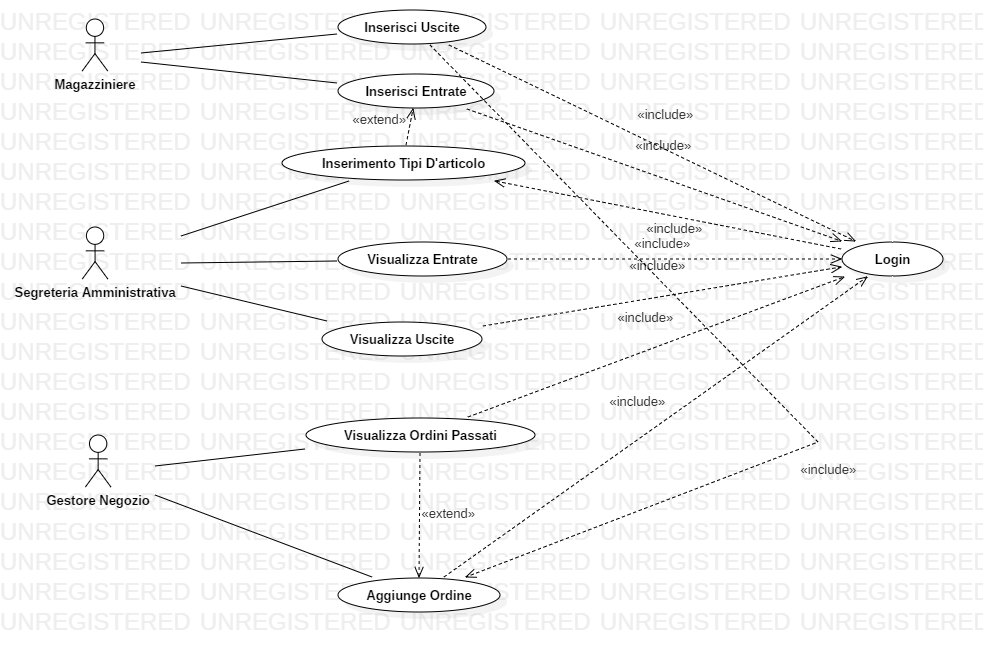 Inserisci Uscite
Magazziniere
Inserisci Entrate
«extend»
«include»
«include»
Inserimento Tipi D'articolo
«include»
«include»
«include»
Segreteria Amministrativa
Visualizza Entrate
Login
«include»
Visualizza Uscite
«include»
Visualizza Ordini Passati
«include»
Gestore Negozio
«extend»
Aggiunge Ordine
UNREGISTERED UNREGISTERED UNREGISTERED UNREGISTERED UNREGISTERED